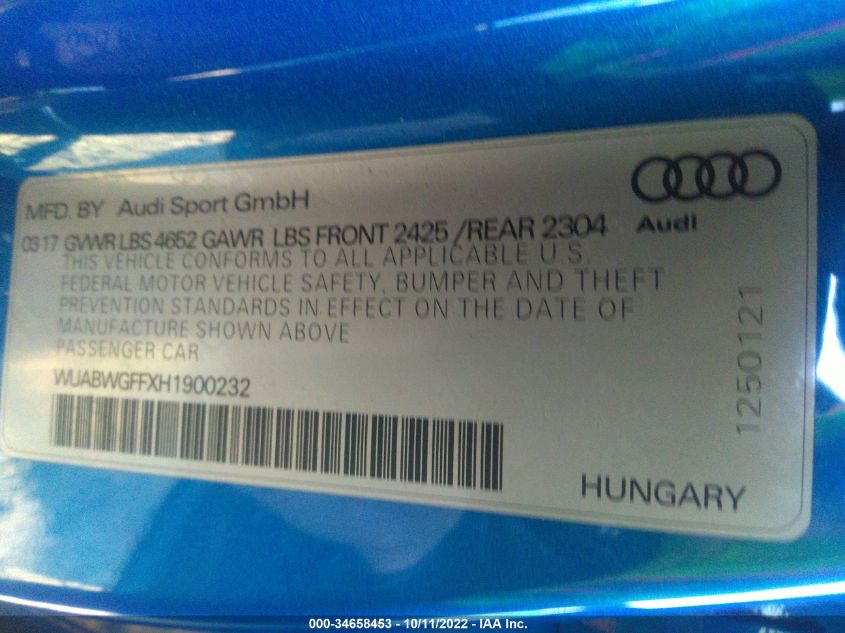 MFD. BY Audi Sport GmbH
Audi
03 17 GVWR LBS 4652 GAWR LBS FRONT 2425 /REAR 2304
THIS VEHICLE CONFORMS TO ALL APPLICABLE U.S.
FEDERAL MOTOR VEHICLE SAFETY, BUMPER AND THEFT
PREVENTION STANDARDS IN EFFECT ON THE DATE OF
MANUFACTURE SHOWN ABOVE
PASSENGER CAR
WUABWGFFXH1900232
1250121
HUNGARY
000-34658453 - 10/11/2022 - IAA Inc.